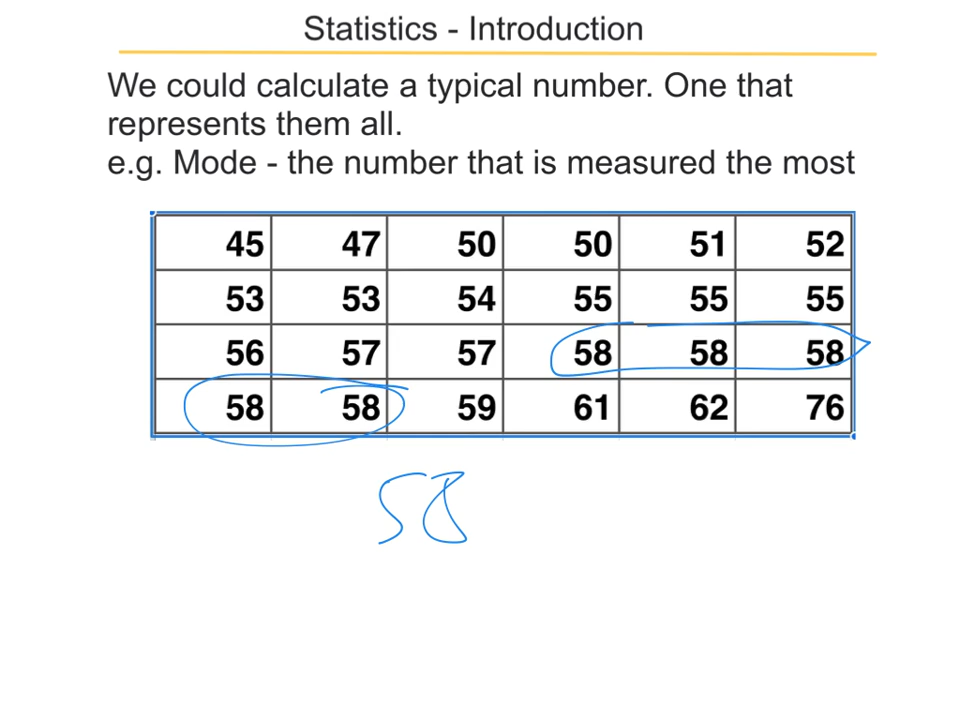 Statistics - Introduction
We could calculate a typical number. One that
represents them all.
e.g. Mode - the number that is measured the most
45 47 50 50 51 52
53 53 54 55 55 55
56 57 57 58 58 58
58 58 59 61 62 76
58